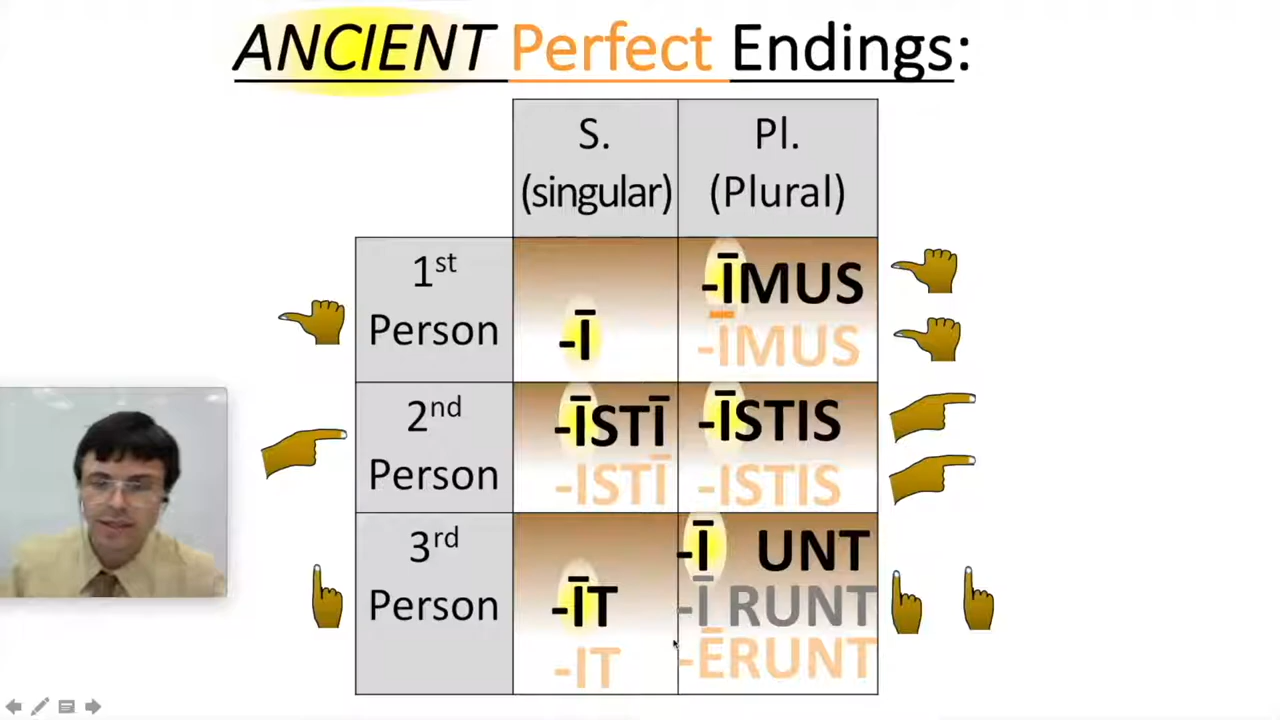 ANCIENT Perfect Endings:
S. Pl.
(singular) (Plural)
1st
Person
-Ī
-ĪMUS
-IMUS
2nd
Person
-ĪSTĪ
-ISTĪ
-ĪSTIS
-ISTIS
3rd
Person
-ĪT
-IT
-Ī UNT
-Ī RUNT
-ĒRUNT